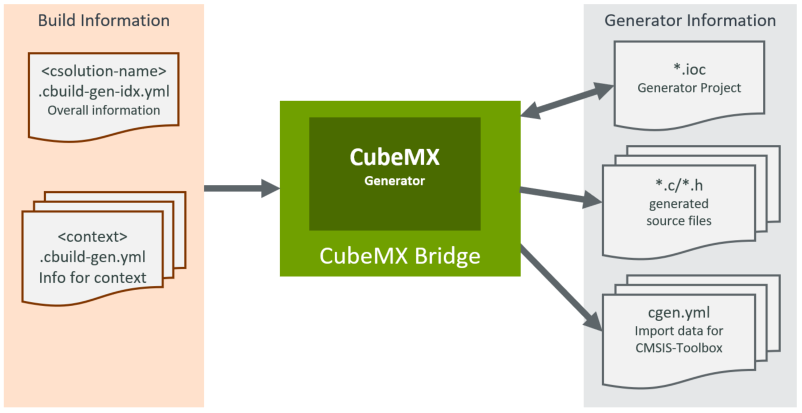 Build Information
<csolution-name>
.cbuild-gen-idx.yml
Overall information
<context>
.cbuild-gen.yml
Info for context
CubeMX
Generator
CubeMX Bridge
Generator Information
*.ioc
Generator Project
*.c/*.h
generated
source files
cgen.yml
Import data for
CMSIS-Toolbox